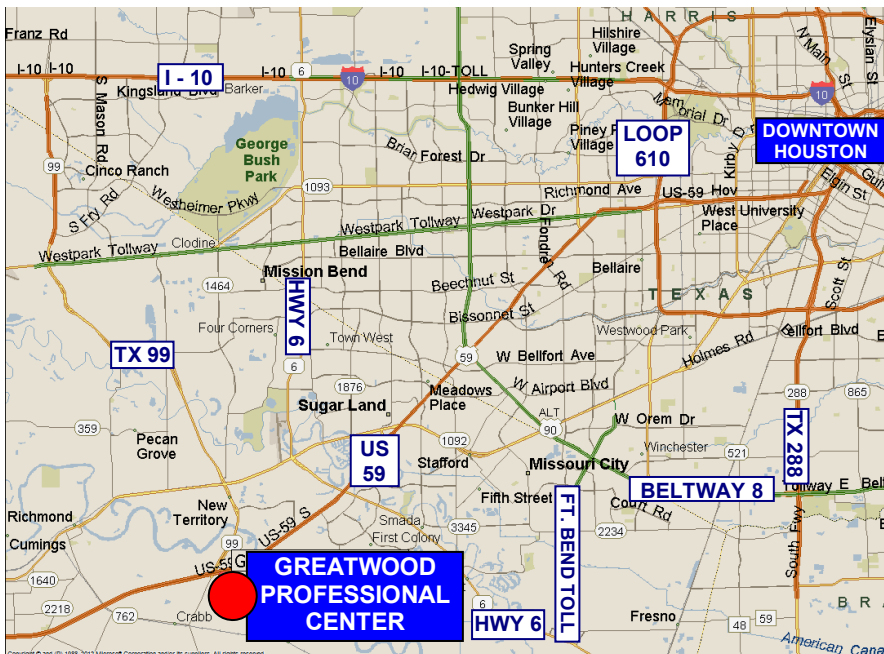 HARRIS
Franz Rd
Hilshire
Village
N Main St
Elysian St
Spring
Valley
Hunters Creek
Village
I-10
I-10
I - 10
I-10
6
10
I-10
I-10-TOLL
Kingsland Blvd
Barker
Hedwig Village
10
S Mason Rd
Bunker Hill
Village
Memorial Dr
Piney P
Village
LOOP
610
Kirby Dr
DOWNTOWN
HOUSTON
George
Bush
Park
Briar Forest Dr
99
Cinco Ranch
1093
Richmond Ave
US-59 Hov
Elgin St
Westheimer Pkwy
S Fry Rd
Westpark Tollway
Westpark Dr
West University
Place
Clodine
Westpark Tollway
Bellaire Blvd
Fondren Rd
Bellaire
Mission Bend
Beechnut St
Scott St
1464
TEXAS
HWY 6
Bissonnet St
Four Corners
Town West
Westwood Park
Holmes Rd
ellfort Blvd
TX 99
59
W Bellfort Ave
6
1876
Meadows
Place
W Airport Blvd
288
865
Sugar Land
ALT
90
W Orem Dr
TX 288
359
Pecan
Grove
US
59
1092
Stafford
Winchester
521
Missouri City
BELTWAY 8
Tollway E
Belt
Fifth Street
FT. BEND TOLL
Court Rd
New
Territory
US-59 S
Smada
First Colony
3345
2234
South Fwy
Richmond
Cumings
99
US-59
G
GREATWOOD
PROFESSIONAL
CENTER
1640
2218
762
Crabb
6
HWY 6
Fresno
48
59
BRA
American Cana